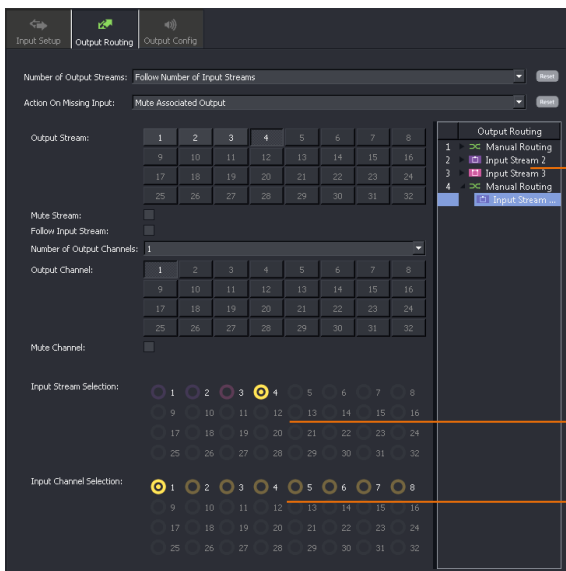 Input Setup Output Routing Output Config
Number of Output Streams: Follow Number of Input Streams Reset
Action On Missing Input: Mute Associated Output Reset
Output Routing
1 Manual Routing
2 Input Stream 2
3 Input Stream 3
4 Manual Routing
Input Stream ...
Output Stream: 1 2 3 4 5 6 7 8
9 10 11 12 13 14 15 16
17 18 19 20 21 22 23 24
25 26 27 28 29 30 31 32
Mute Stream:
Follow Input Stream:
Number of Output Channels: 1
Output Channel: 1 2 3 4 5 6 7 8
9 10 11 12 13 14 15 16
17 18 19 20 21 22 23 24
25 26 27 28 29 30 31 32
Mute Channel:
Input Stream Selection: 1 2 3 4 5 6 7 8
9 10 11 12 13 14 15 16
17 18 19 20 21 22 23 24
25 26 27 28 29 30 31 32
Input Channel Selection: 1 2 3 4 5 6 7 8
9 10 11 12 13 14 15 16
17 18 19 20 21 22 23 24
25 26 27 28 29 30 31 32